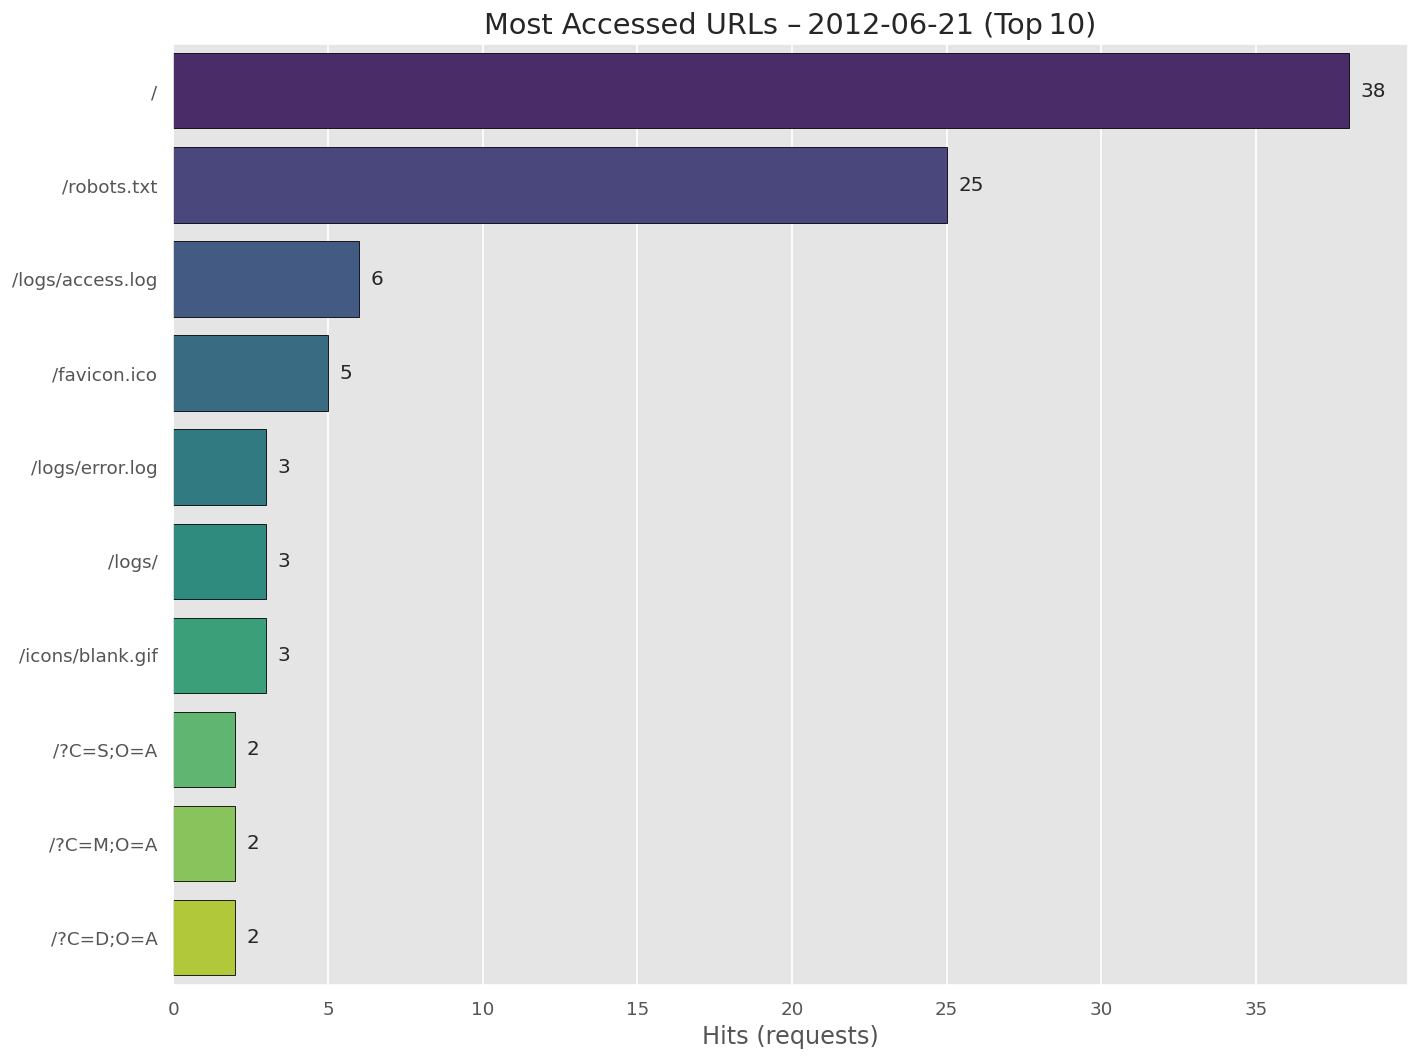 Most Accessed URLs – 2012-06-21 (Top 10)
/ 38
/robots.txt 25
/logs/access.log 6
/favicon.ico 5
/logs/error.log 3
/logs/ 3
/icons/blank.gif 3
/?C=S;O=A 2
/?C=M;O=A 2
/?C=D;O=A 2
0 5 10 15 20 25 30 35
Hits (requests)